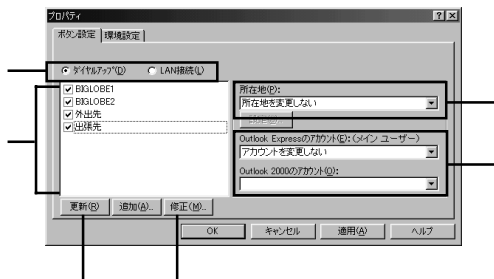 プロパティ
ボタン設定 環境設定
ダイヤルアップ(D) LAN接続(L)
BIGLOBE1
BIGLOBE2
外出先
出張先
所在地(P):
所在地を変更しない
Outlook Expressのアカウント(E): (メイン ユーザー)
アカウントを変更しない
Outlook 2000のアカウント(O):
更新(R) 追加(A)... 修正(M)...
OK キャンセル 適用(A) ヘルプ